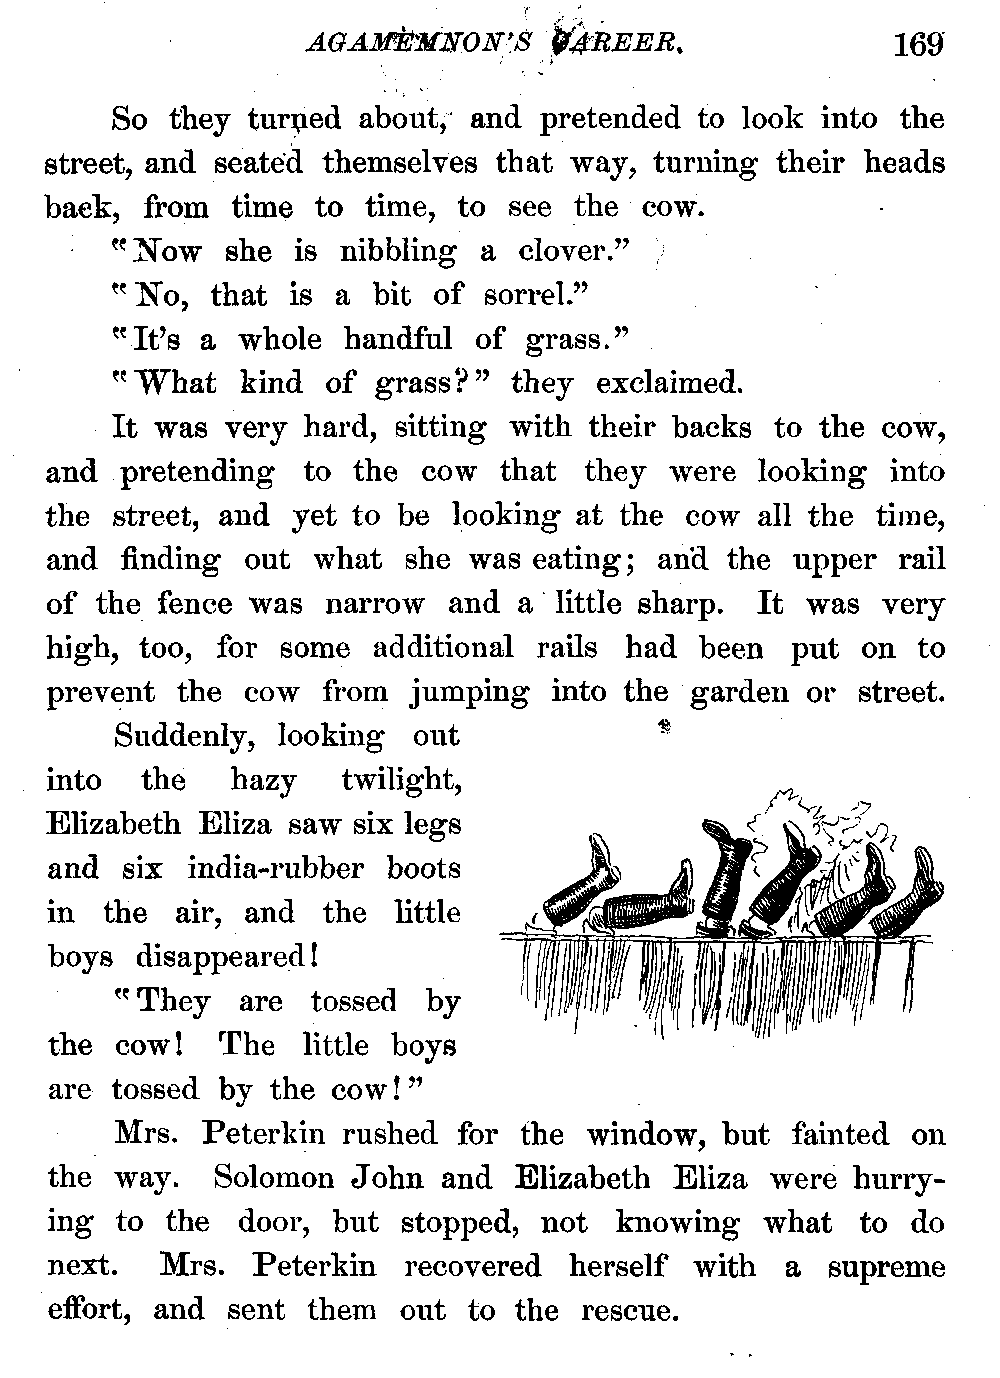 AGAMEMNON'S CAREER. 169
So they turned about, and pretended to look into the
street, and seated themselves that way, turning their heads
back, from time to time, to see the cow.
"Now she is nibbling a clover."
"No, that is a bit of sorrel."
"It's a whole handful of grass."
"What kind of grass?" they exclaimed.
It was very hard, sitting with their backs to the cow,
and pretending to the cow that they were looking into
the street, and yet to be looking at the cow all the time,
and finding out what she was eating; and the upper rail
of the fence was narrow and a little sharp. It was very
high, too, for some additional rails had been put on to
prevent the cow from jumping into the garden or street.
Suddenly, looking out
into the hazy twilight,
Elizabeth Eliza saw six legs
and six india-rubber boots
in the air, and the little
boys disappeared!
"They are tossed by
the cow! The little boys
are tossed by the cow!"
Mrs. Peterkin rushed for the window, but fainted on
the way. Solomon John and Elizabeth Eliza were hurry-
ing to the door, but stopped, not knowing what to do
next. Mrs. Peterkin recovered herself with a supreme
effort, and sent them out to the rescue.